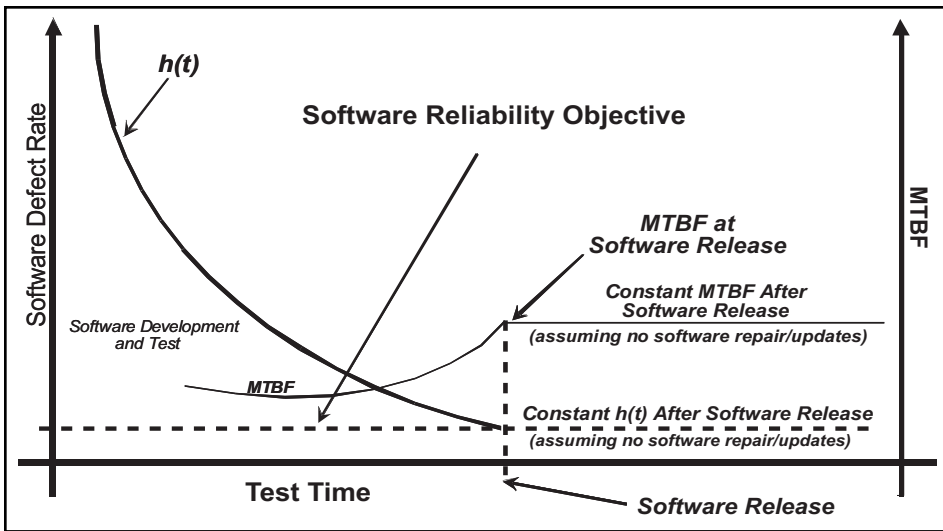 h(t)
Software Reliability Objective
Software Defect Rate
MTBF
MTBF at
Software Release
Constant MTBF After
Software Release
(assuming no software repair/updates)
Software Development
and Test
MTBF
Constant h(t) After Software Release
(assuming no software repair/updates)
Test Time
Software Release